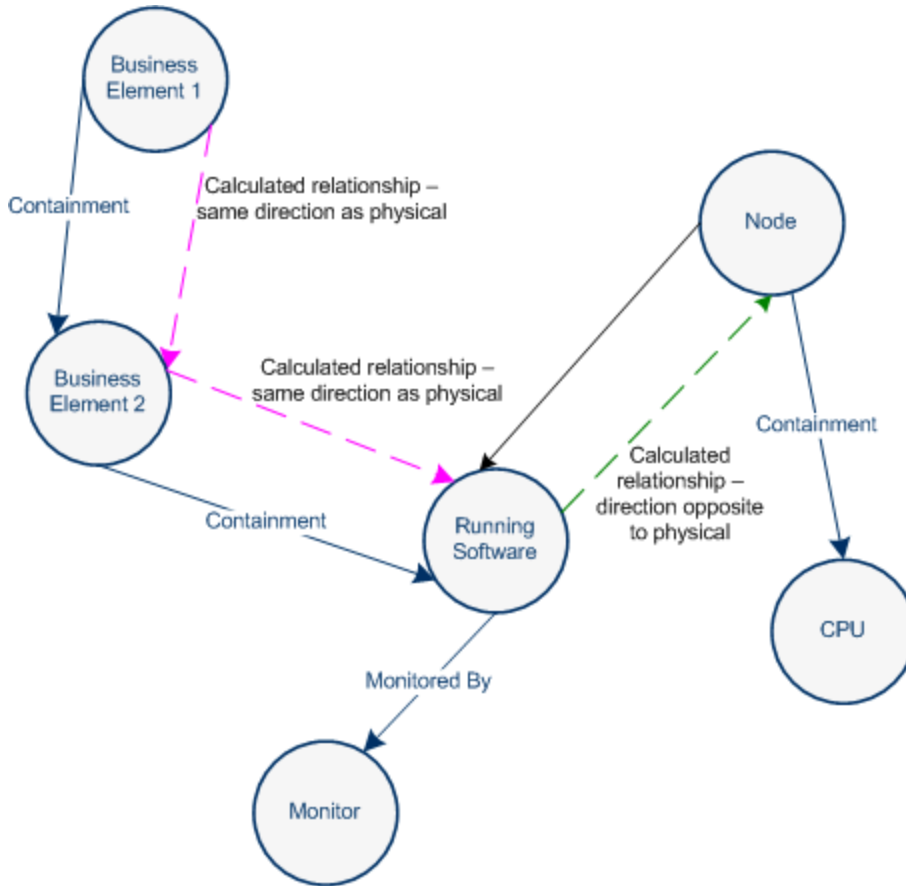 Business
Element 1
Containment
Calculated relationship –
same direction as physical
Node
Business
Element 2
Calculated relationship –
same direction as physical
Containment
Calculated
relationship –
direction opposite
to physical
Containment
Running
Software
CPU
Monitored By
Monitor